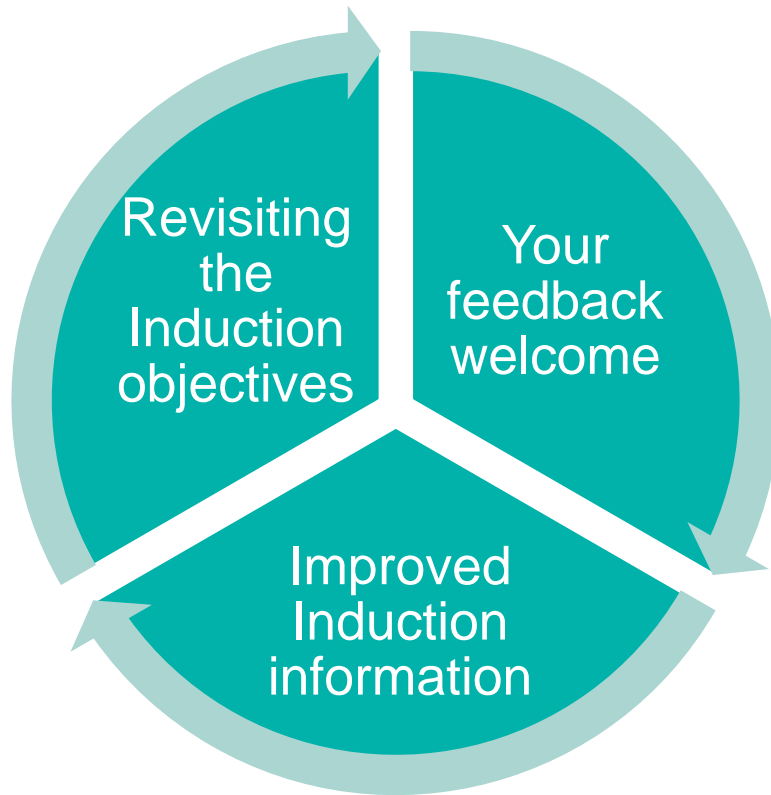 Revisiting
the
Induction
objectives
Your
feedback
welcome
Improved
Induction
information